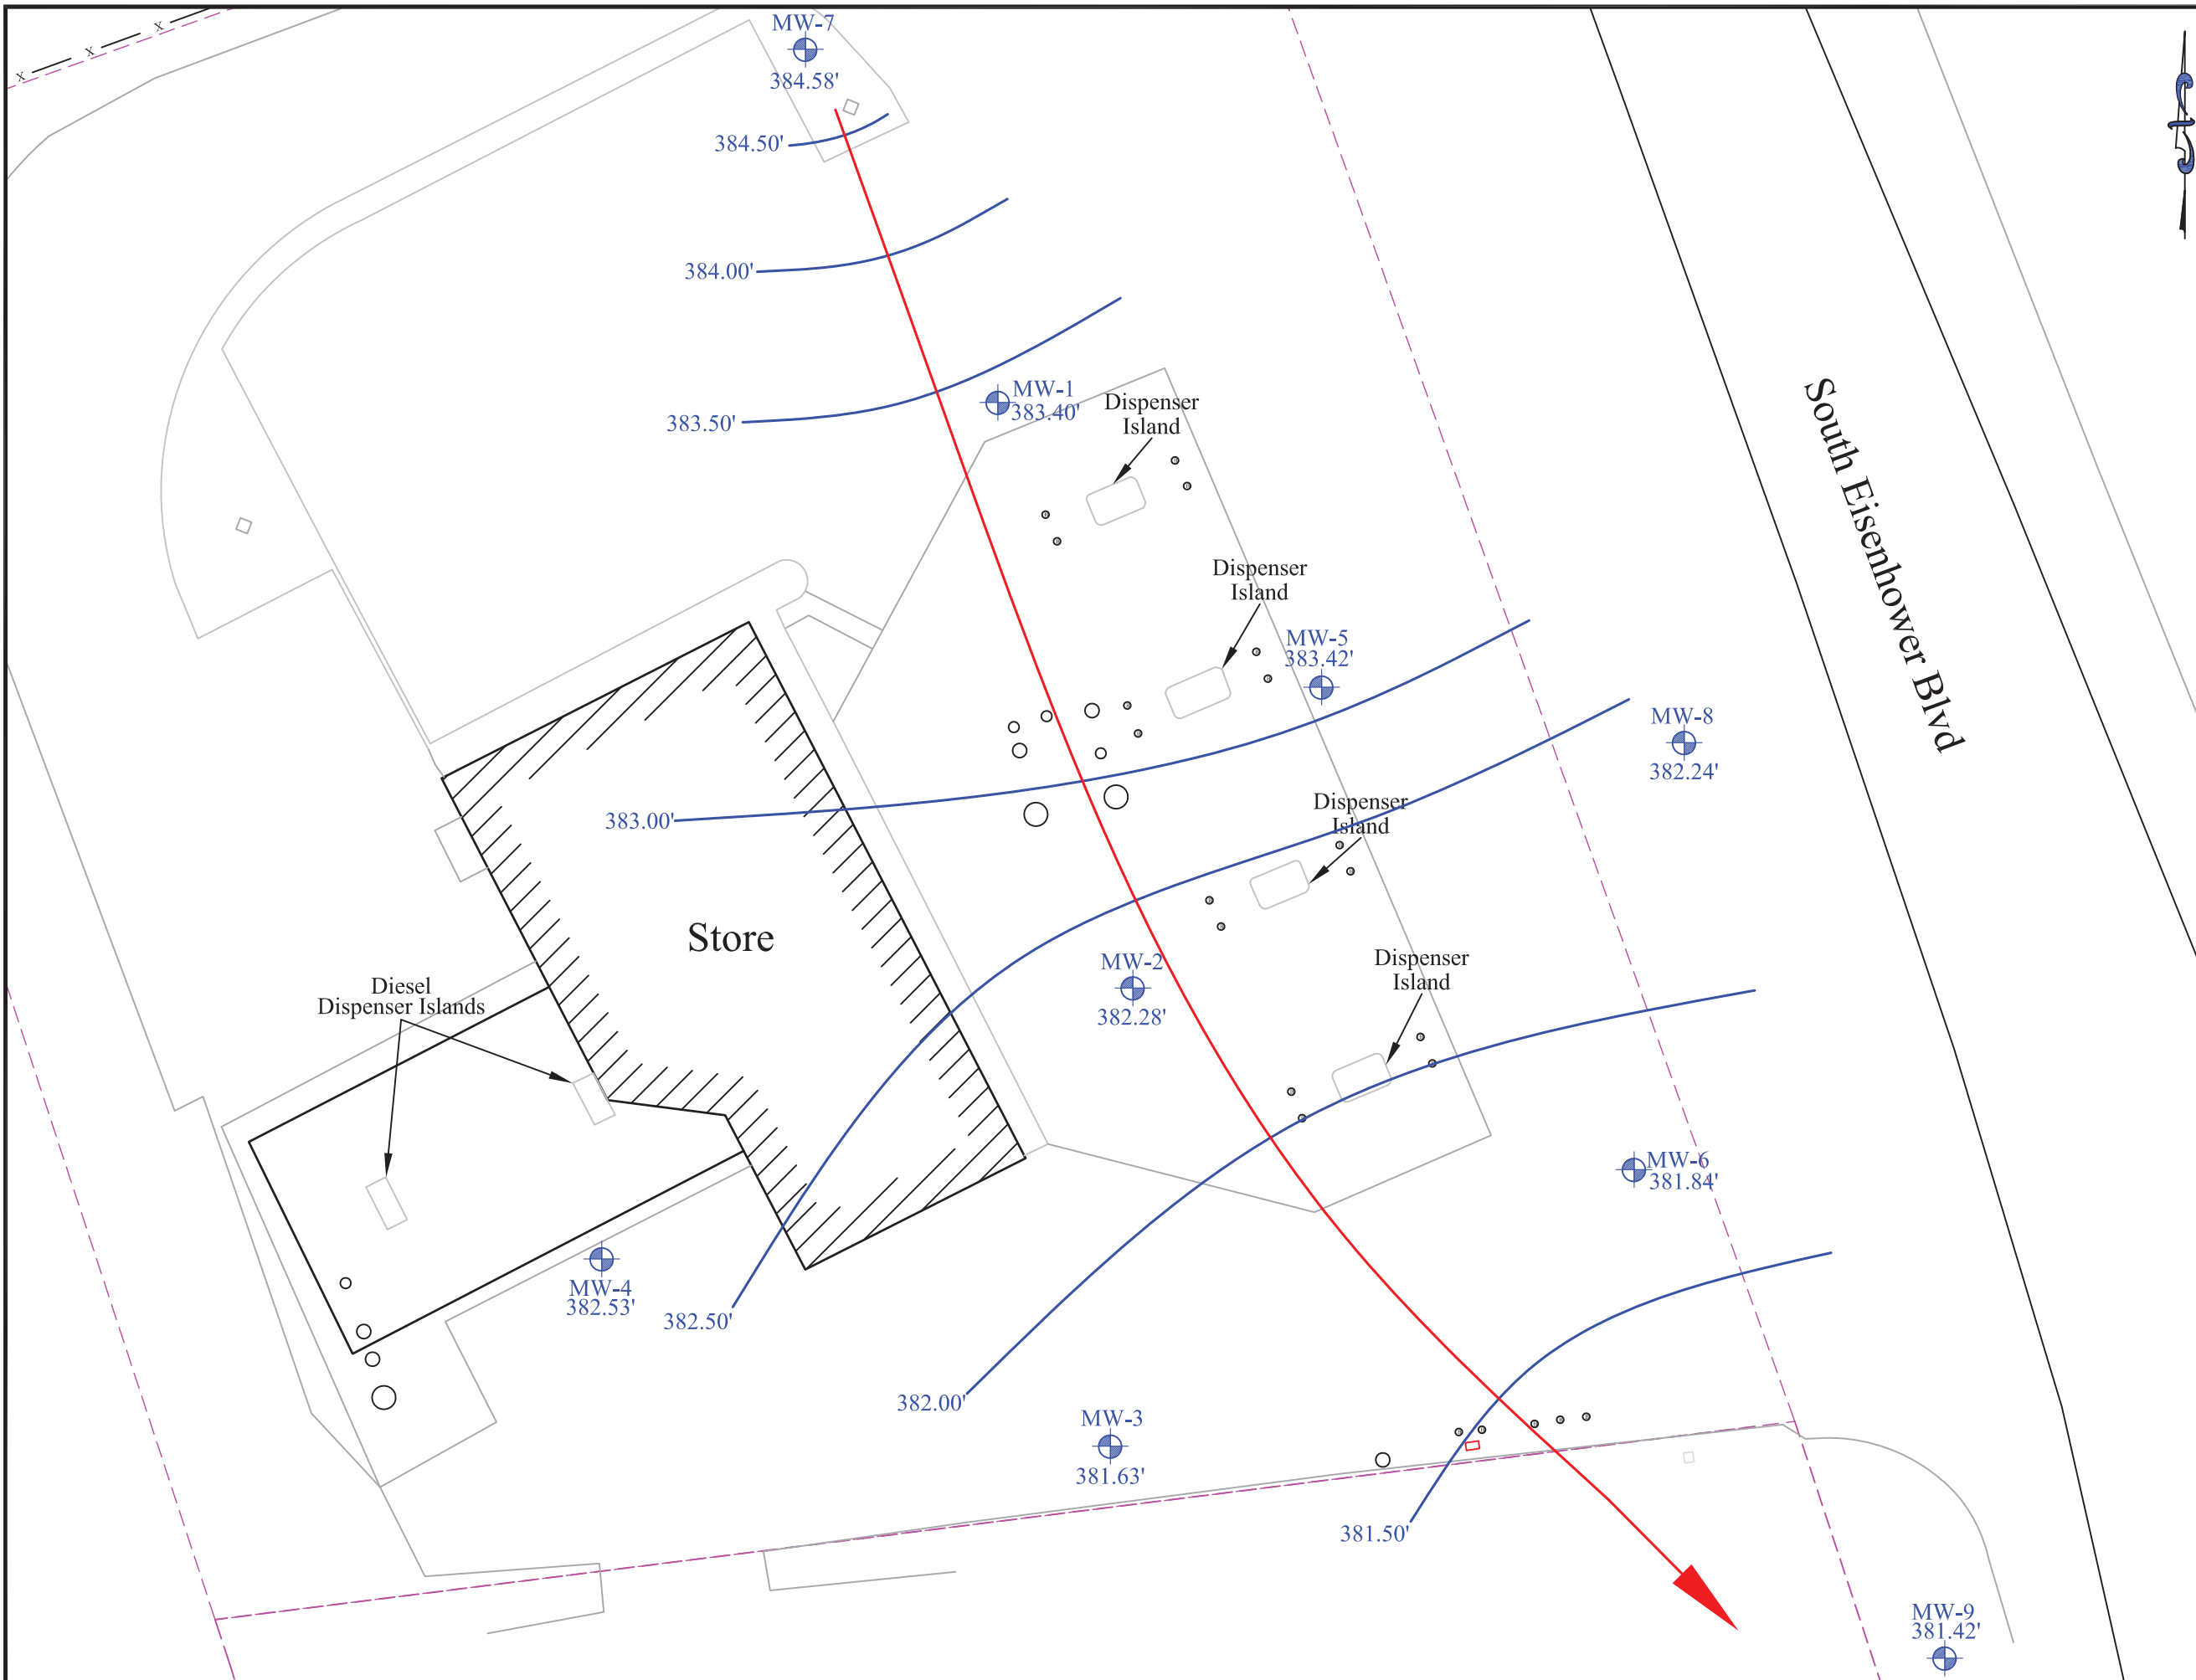 x
x
x
MW-7
384.58'
384.50'
384.00'
383.50'
MW-1
383.40'
Dispenser
Island
South Eisenhower Blvd
Dispenser
Island
MW-5
383.42'
MW-8
382.24'
383.00'
Dispenser
Island
Store
MW-2
382.28'
Dispenser
Island
Diesel
Dispenser Islands
MW-6
381.84'
MW-4
382.53'
382.50'
382.00'
MW-3
381.63'
381.50'
MW-9
381.42'